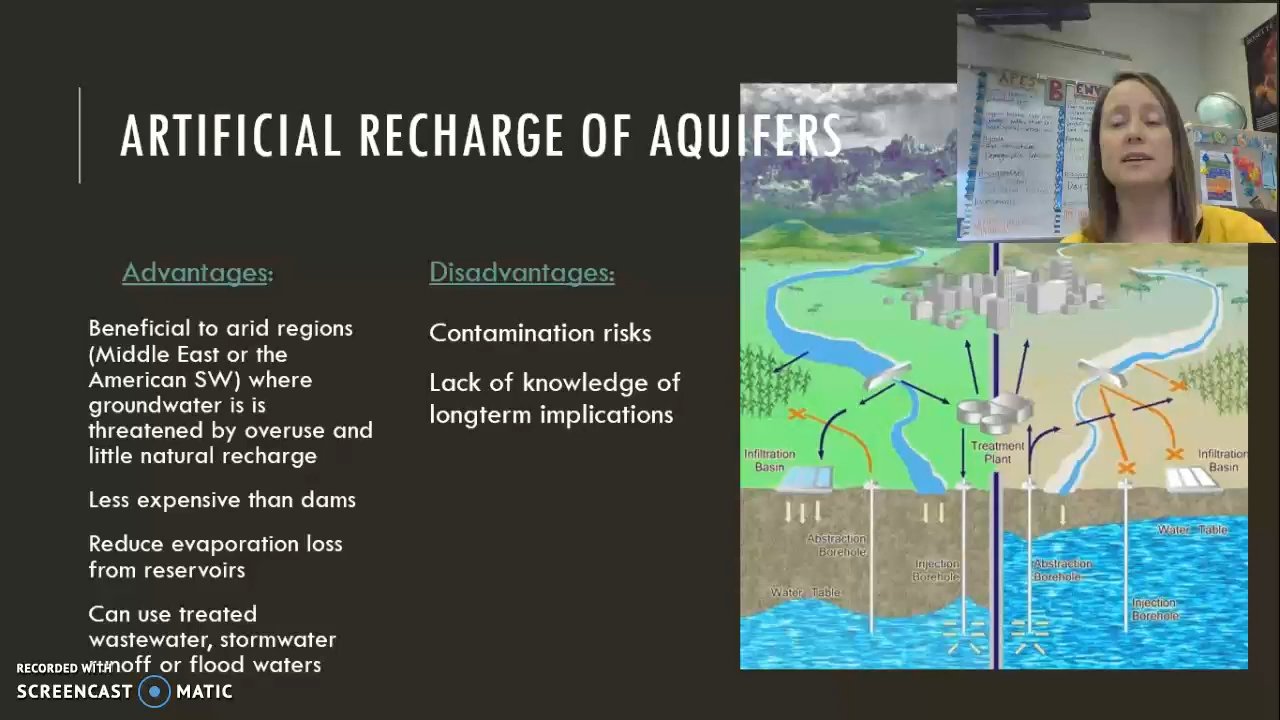 ARTIFICIAL RECHARGE OF AQUIFERS
Advantages:
Beneficial to arid regions
(Middle East or the
American SW) where
groundwater is is
threatened by overuse and
little natural recharge
Less expensive than dams
Reduce evaporation loss
from reservoirs
Can use treated
wastewater, stormwater
runoff or flood waters
Disadvantages:
Contamination risks
Lack of knowledge of
longterm implications
APES
ENV
Treatment
Plant
Infiltration
Basin
Infiltration
Basin
Abstraction
Borehole
Injection
Borehole
Water Table
Abstraction
Borehole
Injection
Borehole
Water Table
RECORDED WITH
SCREENCAST MATIC